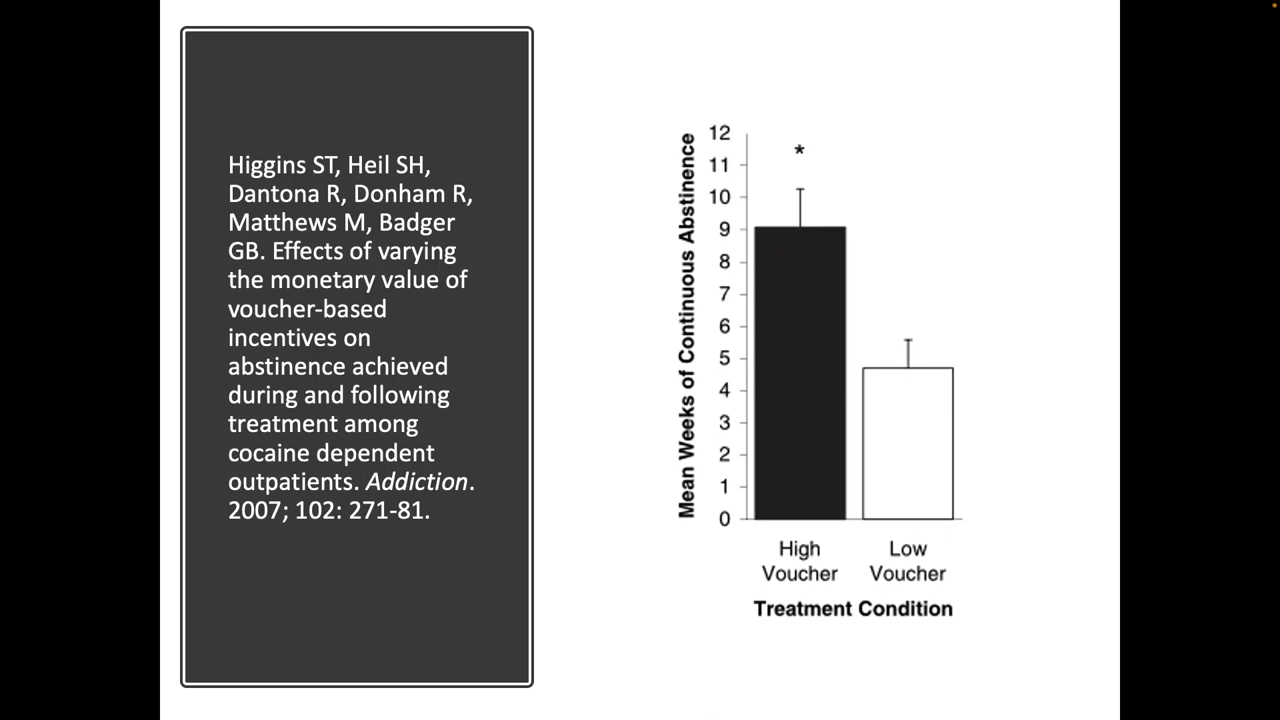 Higgins ST, Heil SH,
Dantona R, Donham R,
Matthews M, Badger
GB. Effects of varying
the monetary value of
voucher-based
incentives on
abstinence achieved
during and following
treatment among
cocaine dependent
outpatients. Addiction.
2007; 102: 271-81.
Mean Weeks of Continuous Abstinence
12
11
10
9
8
7
6
5
4
3
2
1
0
*
High
Voucher
Low
Voucher
Treatment Condition